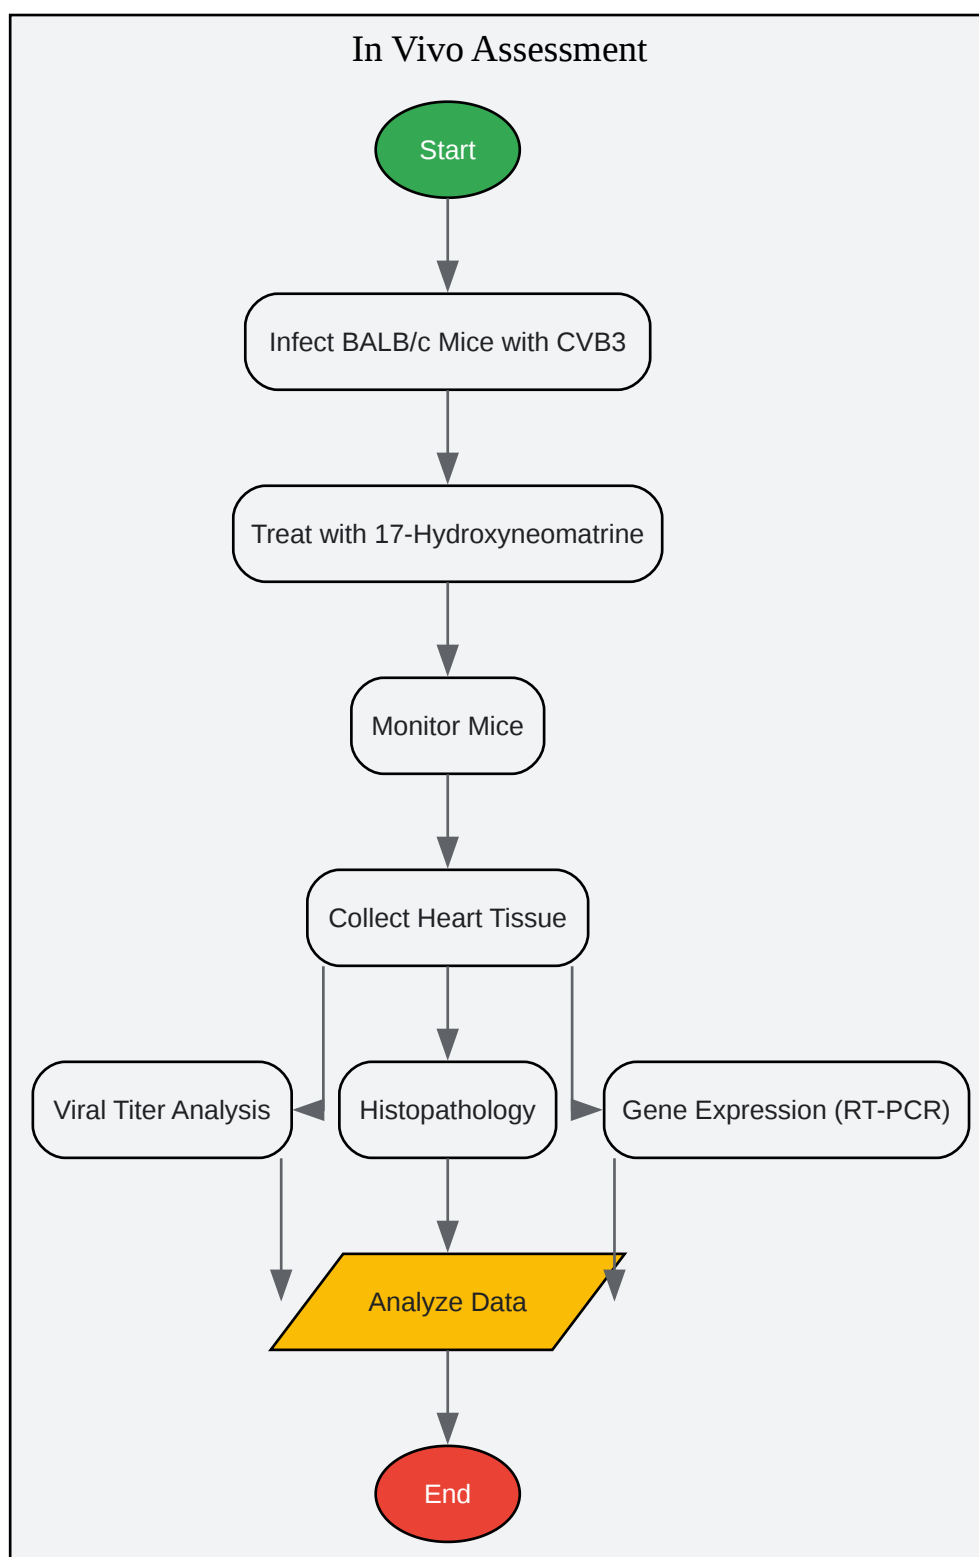 In Vivo Assessment
Start
Infect BALB/c Mice with CVB3
Treat with 17-Hydroxyneomatrine
Monitor Mice
Collect Heart Tissue
Viral Titer Analysis
Histopathology
Gene Expression (RT-PCR)
Analyze Data
End